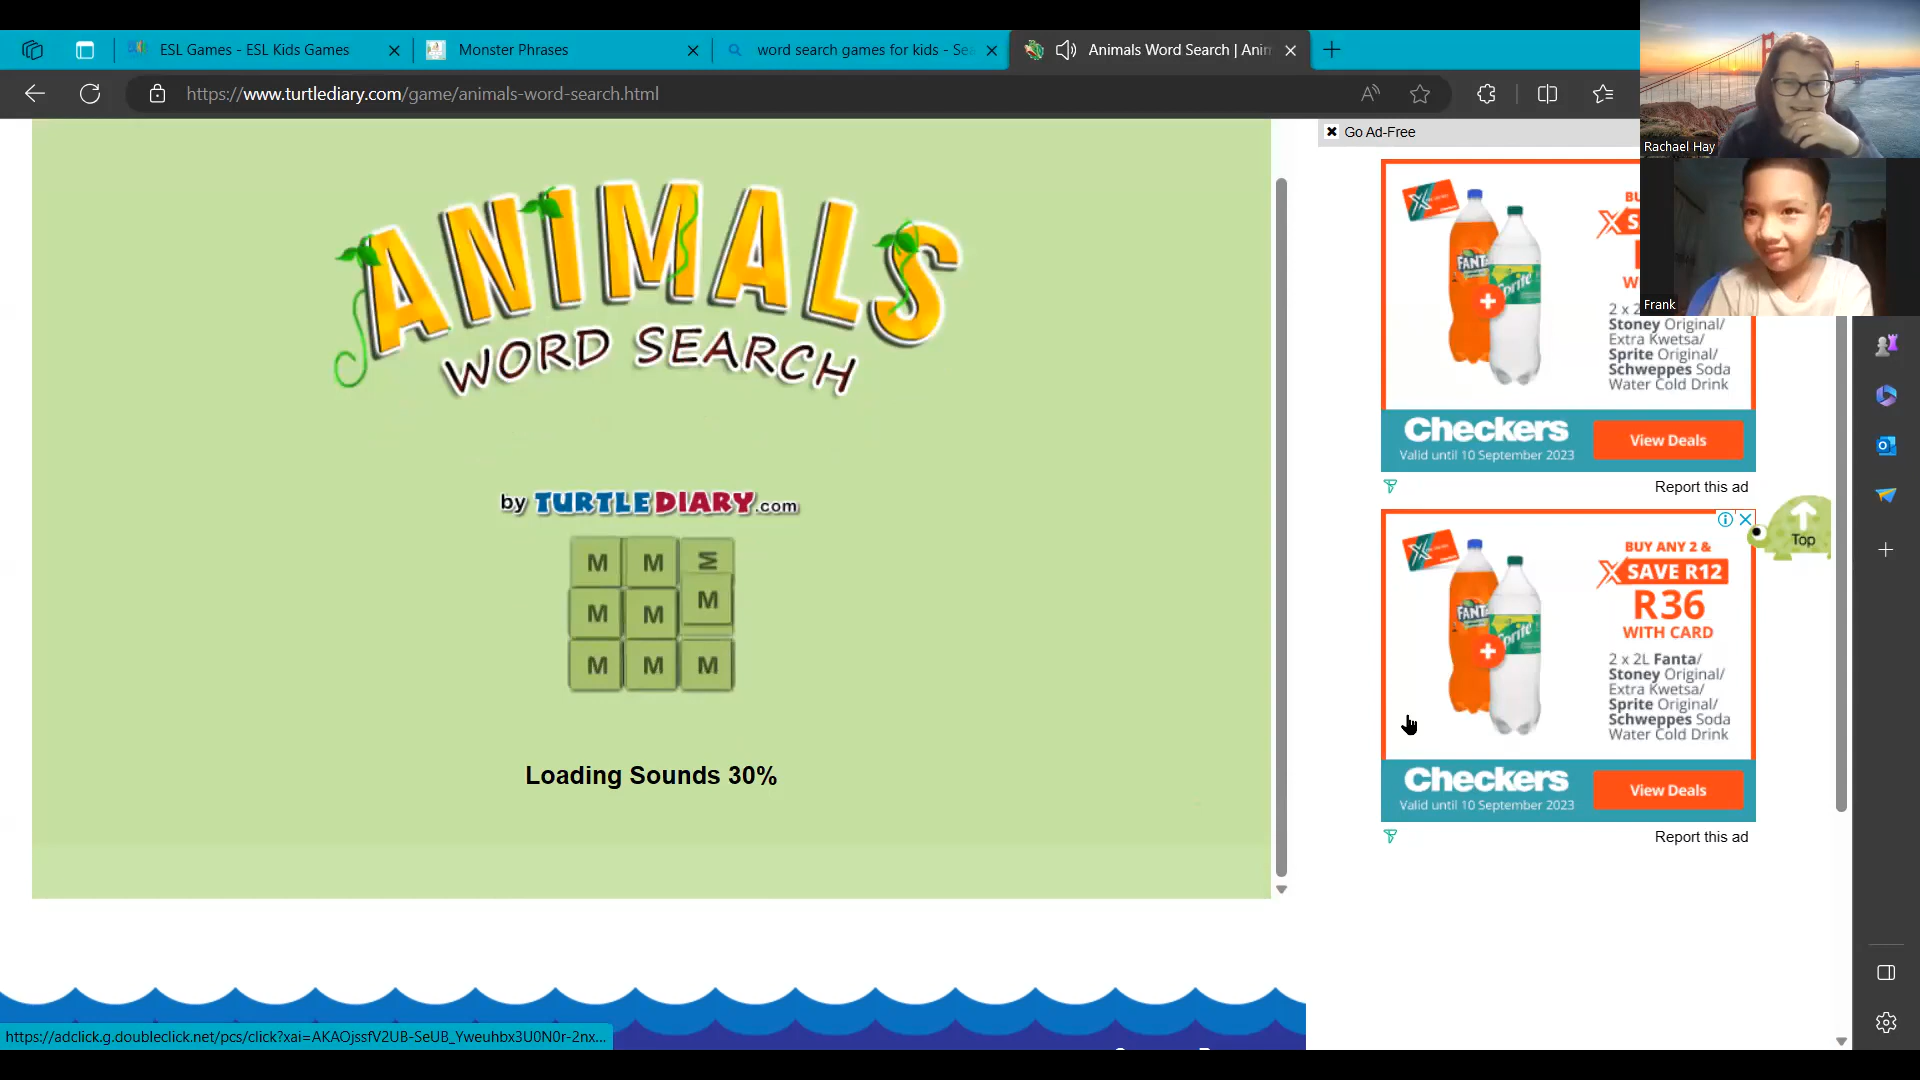 ESL Games - ESL Kids Games
Monster Phrases
word search games for kids - Sea
Animals Word Search | Anim
https://www.turtlediary.com/game/animals-word-search.html
Rachael Hay
Frank
Go Ad-Free
ANIMALS
WORD SEARCH
by TURTLEDIARY.com
M M M
M
M M
M M M
Loading Sounds 30%
BU
X S
FANTA
Sprite
2 x 2
Stoney Original/
Extra Kwetsa/
Sprite Original/
Schweppes Soda
Water Cold Drink
Checkers
View Deals
Valid until 10 September 2023
Report this ad
BUY ANY 2 &
X SAVE R12
R36
WITH CARD
FANTA
Sprite
2 x 2L Fanta/
Stoney Original/
Extra Kwetsa/
Sprite Original/
Schweppes Soda
Water Cold Drink
Checkers
View Deals
Valid until 10 September 2023
Report this ad
Top
https://adclick.g.doubleclick.net/pcs/click?xai=AKAOjssfV2UB-SeUB_Yweuhbx3U0N0r-2nx...